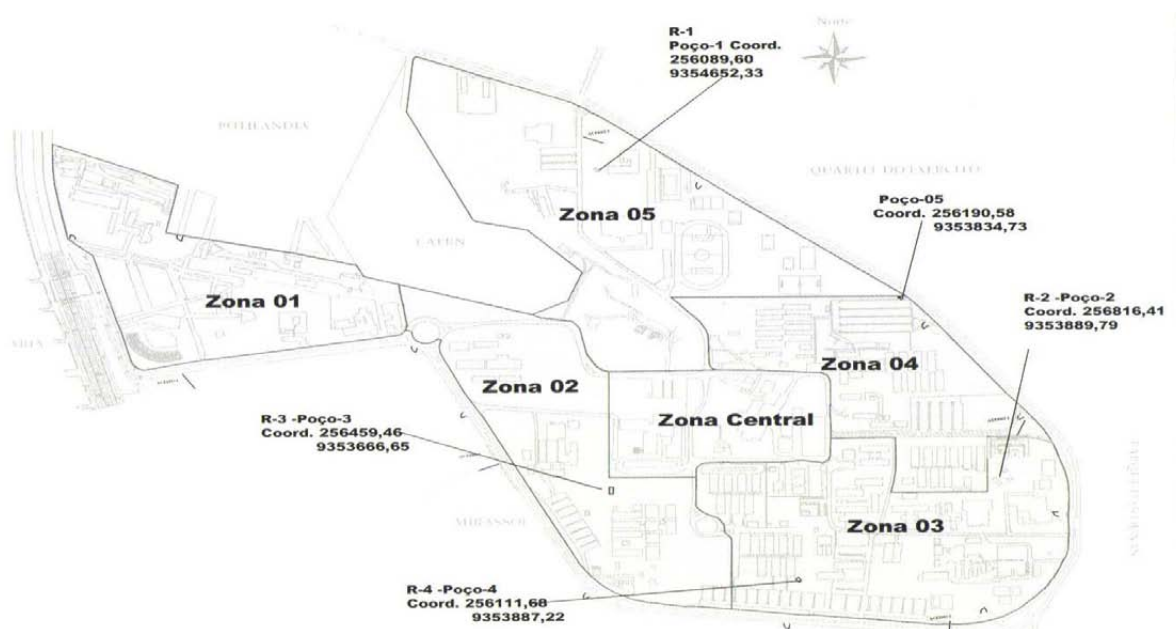 Norte
R-1
Poço-1 Coord.
256089,60
9354652,33
POTILANDIA
QUARTEL DO EXERCITO
Poço-05
Coord. 256190,58
9353834,73
Zona 05
CAERN
Zona 01
R-2 -Poço-2
Coord. 256816,41
9353889,79
Zona 04
Zona 02
Zona Central
R-3 -Poço-3
Coord. 256459,46
9353666,65
MIRASSOL
Zona 03
R-4 -Poço-4
Coord. 256111,68
9353887,22